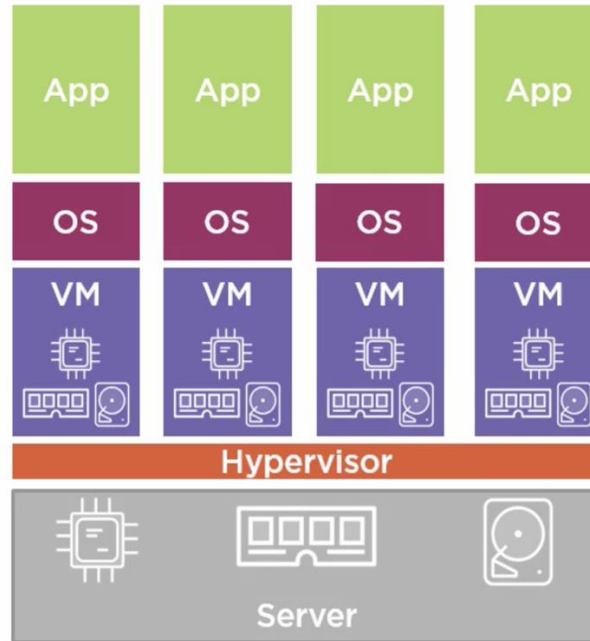 App App App App
OS OS OS OS
VM VM VM VM
Hypervisor
Server